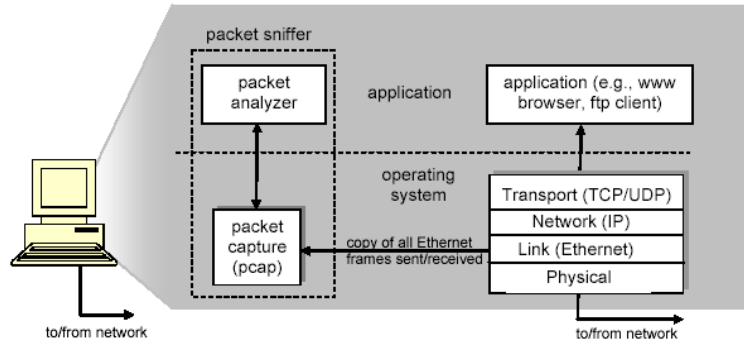 packet sniffer
packet
analyzer
application
application (e.g., www
browser, ftp client)
operating
system
packet
capture
(pcap)
copy of all Ethernet
frames sent/received
Transport (TCP/UDP)
Network (IP)
Link (Ethernet)
Physical
to/from network
to/from network